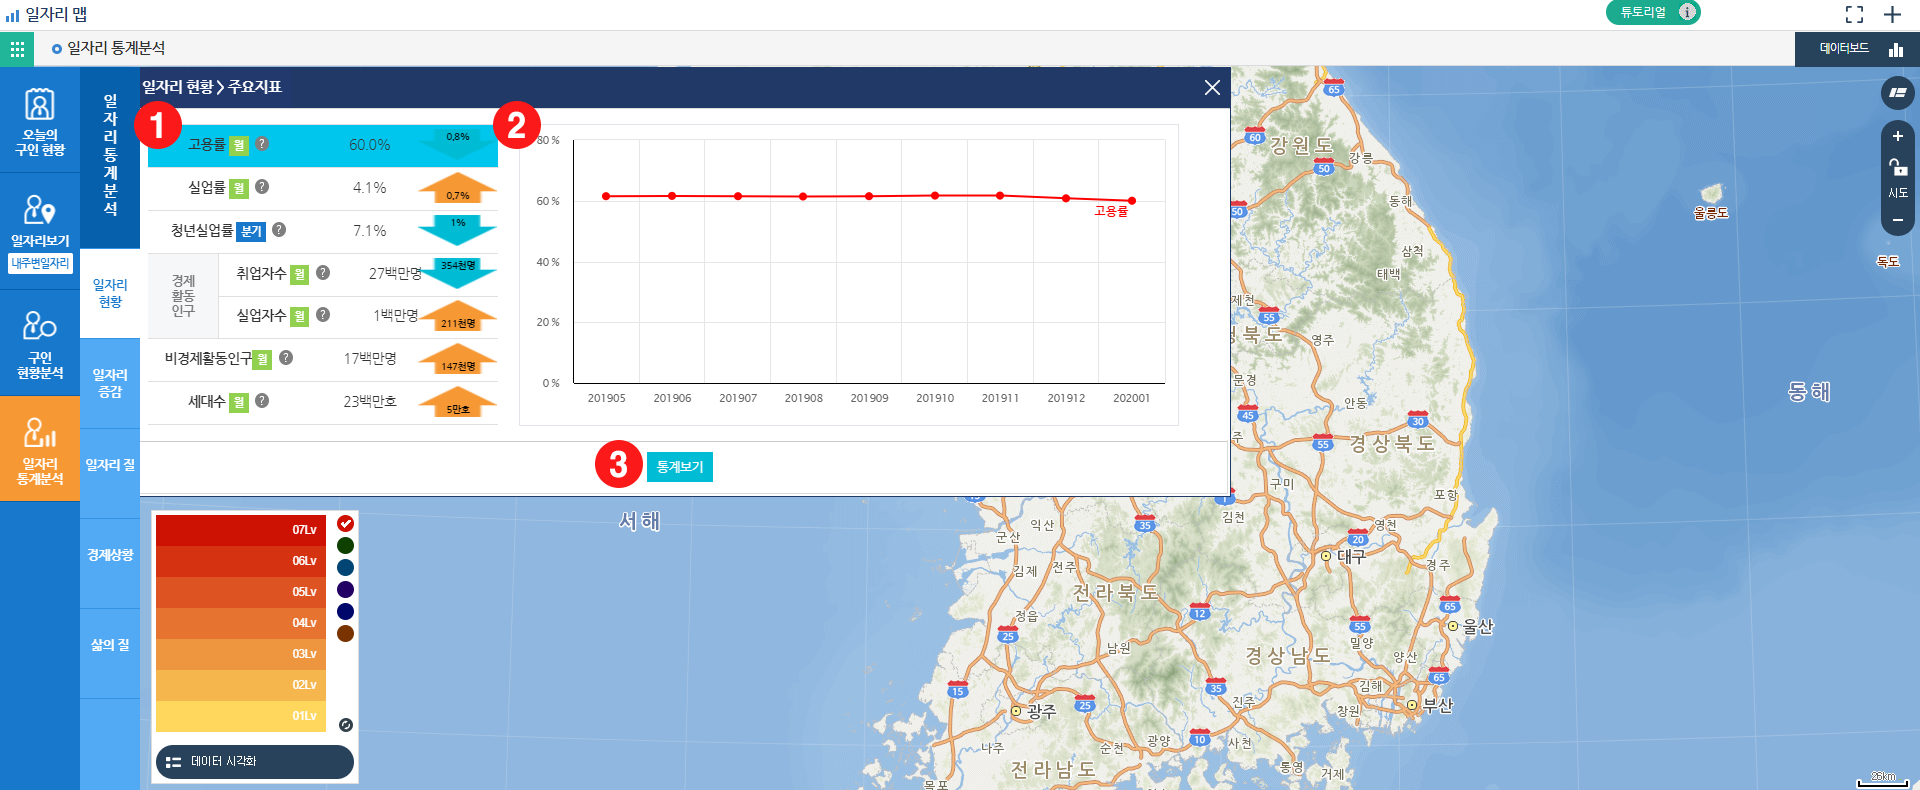 일자리 맵
튜토리얼 i
일자리 통계분석
데이터보드
오늘의
구인 현황
일자리보기
내주변일자리
구인
현황분석
일자리
통계분석
일자리통계분석
일자리
현황
일자리
증감
일자리 질
경제상황
삶의 질
일자리 현황 > 주요지표
1
고용률 월 ? 60.0% 0.8%
실업률 월 ? 4.1% 0.7%
청년실업률 분기 ? 7.1% 1%
경제
활동
인구
취업자수 월 ? 27백만명 354천명
실업자수 월 ? 1백만명 211천명
비경제활동인구 월 ? 17백만명 147천명
세대수 월 ? 23백만호 5만호
2
80 %
60 %
40 %
20 %
0 %
고용률
201905 201906 201907 201908 201909 201910 201911 201912 202001
3
통계보기
07Lv
06Lv
05Lv
04Lv
03Lv
02Lv
01Lv
데이터 시각화
시도
65
60
강원도
강릉
50
동해
50
울릉도
삼척
독도
태백
제천
55
북도
영주
문경
동해
안동
45
30
55
경상북도
구미
포항
서해
김천
익산
35
영천
군산
20
대구
김제
전주
경주
전라북도
65
12
정읍
55
울산
25
밀양
남원
경상남도
양산
65
15
35
김해
25
진주
부산
광주
창원
나주
순천
광양
10
사천
전라남도
통영
거제
목포
26km